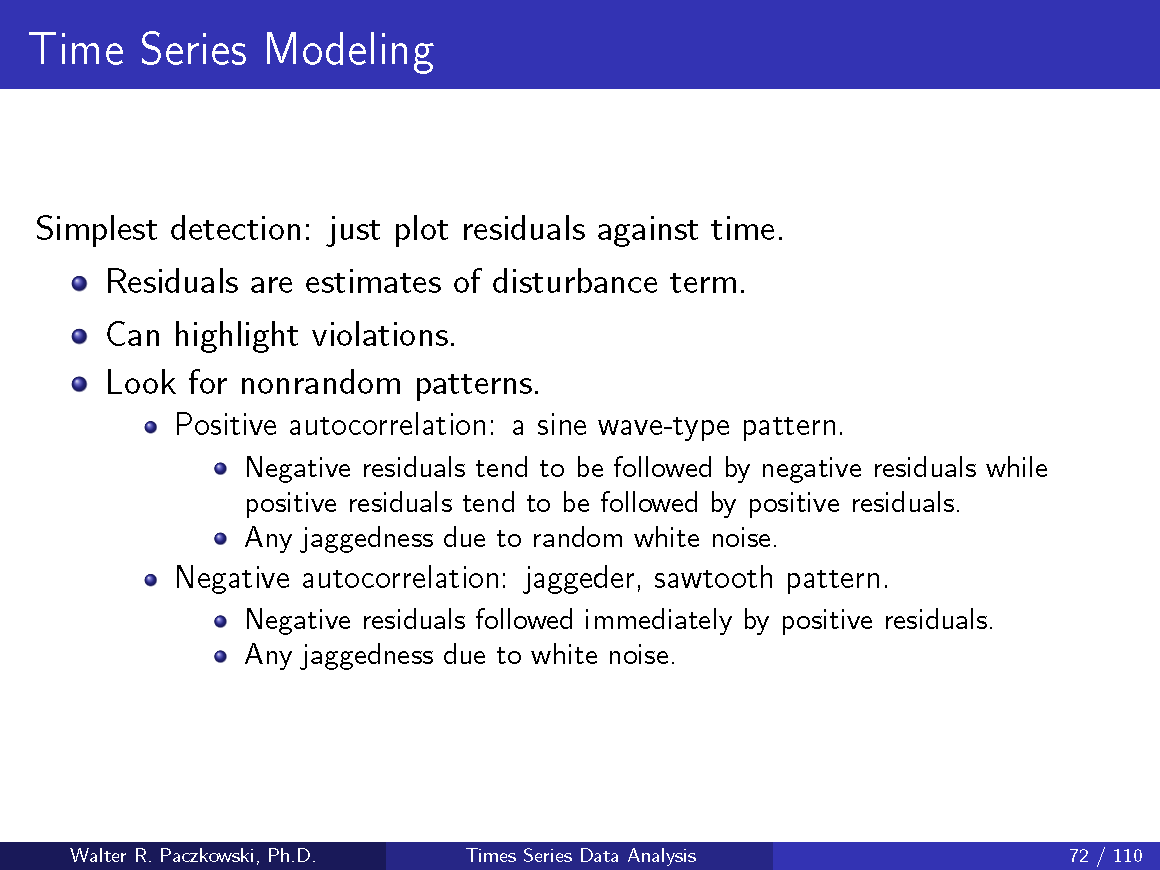 Time Series Modeling
Simplest detection: just plot residuals against time.
Residuals are estimates of disturbance term.
Can highlight violations.
Look for nonrandom patterns.
Positive autocorrelation: a sine wave-type pattern.
Negative residuals tend to be followed by negative residuals while
positive residuals tend to be followed by positive residuals.
Any jaggedness due to random white noise.
Negative autocorrelation: jaggeder, sawtooth pattern.
Negative residuals followed immediately by positive residuals.
Any jaggedness due to white noise.
Walter R. Paczkowski, Ph.D.
Times Series Data Analysis
72 / 110